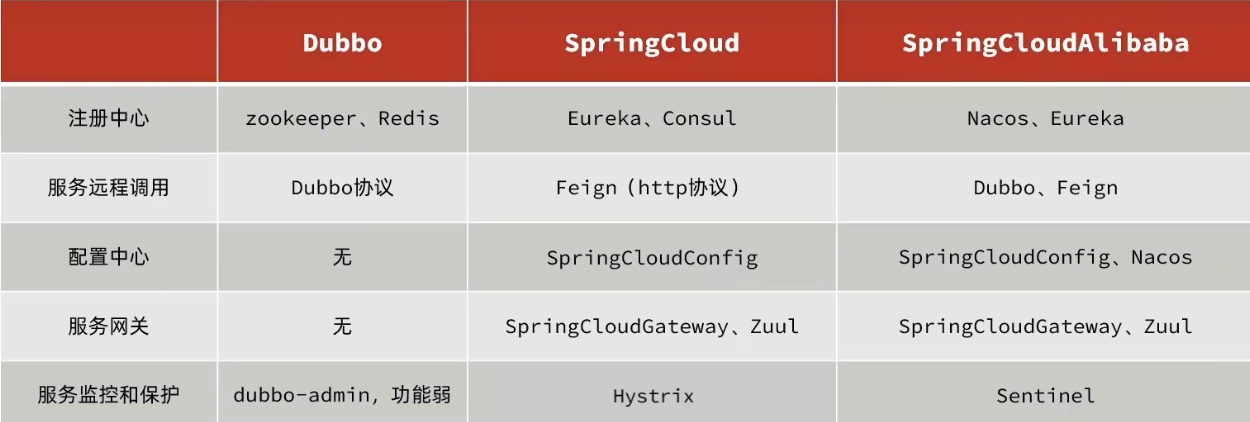 Dubbo SpringCloud SpringCloudAlibaba
注册中心 zookeeper、Redis Eureka、Consul Nacos、Eureka
服务远程调用 Dubbo协议 Feign（http协议） Dubbo、Feign
配置中心 无 SpringCloudConfig SpringCloudConfig、Nacos
服务网关 无 SpringCloudGateway、Zuul SpringCloudGateway、Zuul
服务监控和保护 dubbo-admin，功能弱 Hystrix Sentinel